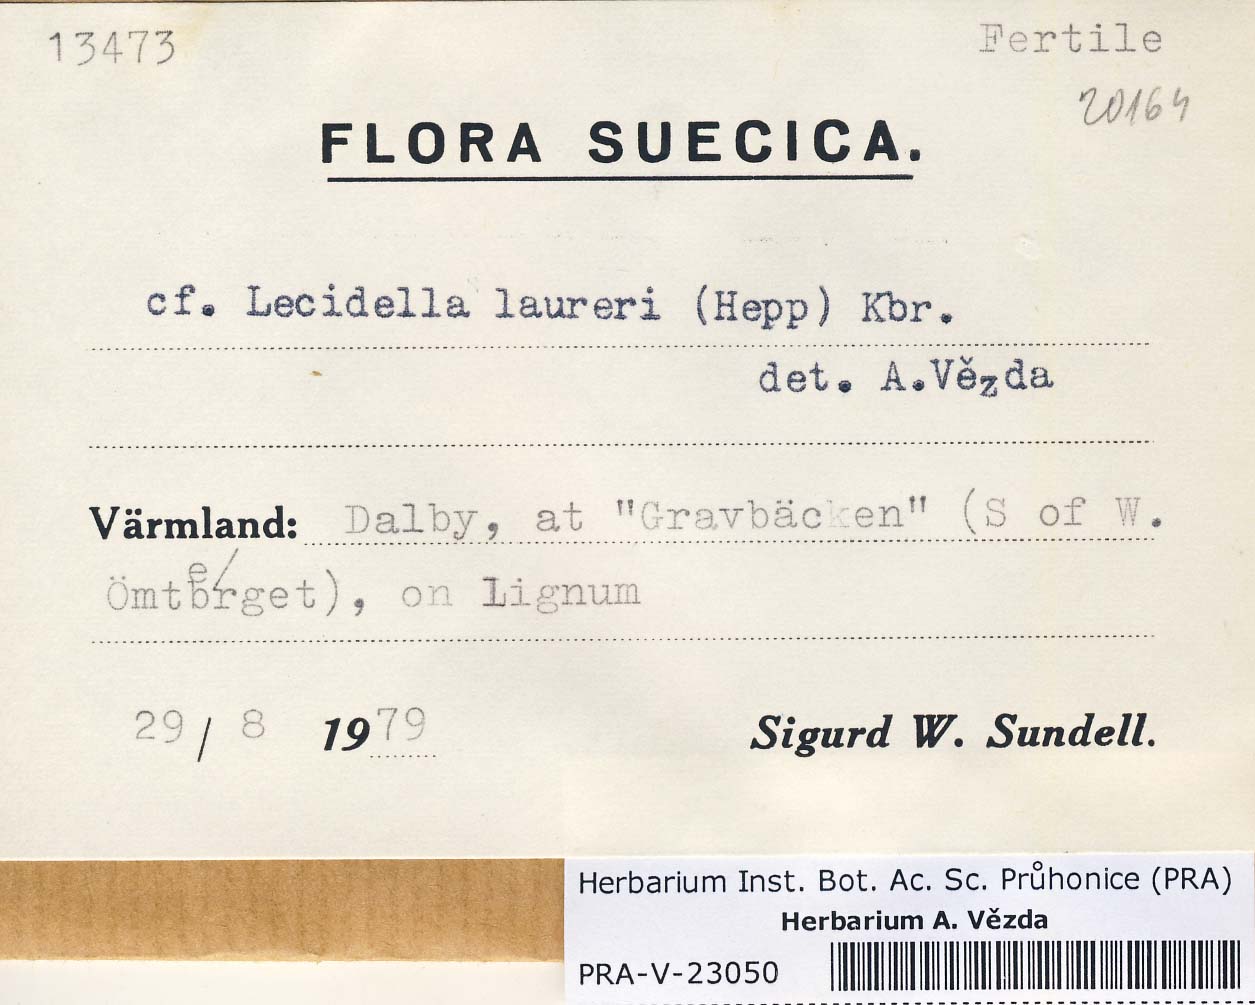 13473
Fertile
20164
FLORA SUECICA.
cf. Lecidella laureri (Hepp) Kbr.
det. A.Vězda
Värmland: Dalby, at "Gravbäcken" (S of W.
Ömtberget), on Lignum
29/ 8 1979
Sigurd W. Sundell.
Herbarium Inst. Bot. Ac. Sc. Průhonice (PRA)
Herbarium A. Vězda
PRA-V-23050